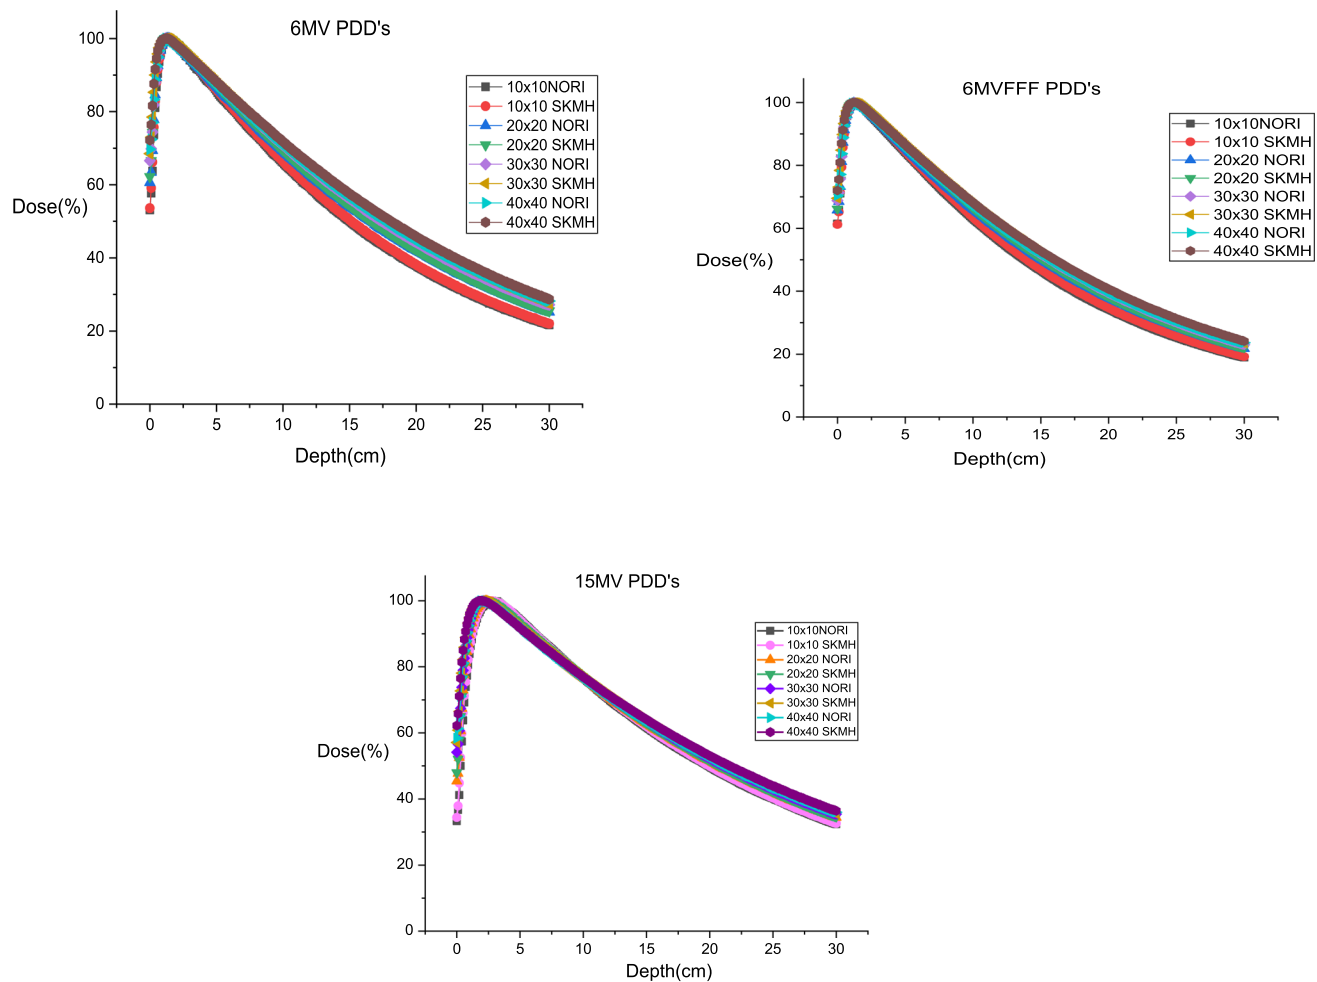 6MV PDD's
100
80
60
40
20
0
Dose(%)
10x10NORI
10x10 SKMH
20x20 NORI
20x20 SKMH
30x30 NORI
30x30 SKMH
40x40 NORI
40x40 SKMH
0 5 10 15 20 25 30
Depth(cm)
6MVFFF PDD's
100
80
60
40
20
0
Dose(%)
10x10NORI
10x10 SKMH
20x20 NORI
20x20 SKMH
30x30 NORI
30x30 SKMH
40x40 NORI
40x40 SKMH
0 5 10 15 20 25 30
Depth(cm)
15MV PDD's
100
80
60
40
20
0
Dose(%)
10x10NORI
10x10 SKMH
20x20 NORI
20x20 SKMH
30x30 NORI
30x30 SKMH
40x40 NORI
40x40 SKMH
0 5 10 15 20 25 30
Depth(cm)